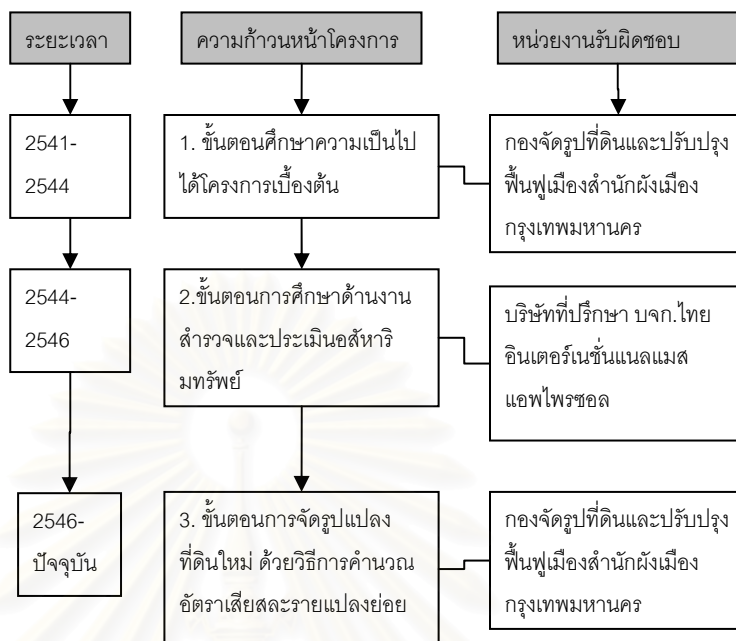 ระยะเวลา
ความก้าวนหน้าโครงการ
หน่วยงานรับผิดชอบ
2541-
2544
1. ขั้นตอนศึกษาความเป็นไป
ได้โครงการเบื้องต้น
กองจัดรูปที่ดินและปรับปรุง
ฟื้นฟูเมืองสำนักผังเมือง
กรุงเทพมหานคร
2544-
2546
2.ขั้นตอนการศึกษาด้านงาน
สำรวจและประเมินอสัหาริ
มทรัพย์
บริษัทที่ปรึกษา บจก.ไทย
อินเตอร์เนชั่นแนลแมส
แอพไพรซอล
2546-
ปัจจุบัน
3. ขั้นตอนการจัดรูปแปลง
ที่ดินใหม่ ด้วยวิธีการคำนวณ
อัตราเสียสละรายแปลงย่อย
กองจัดรูปที่ดินและปรับปรุง
ฟื้นฟูเมืองสำนักผังเมือง
กรุงเทพมหานคร